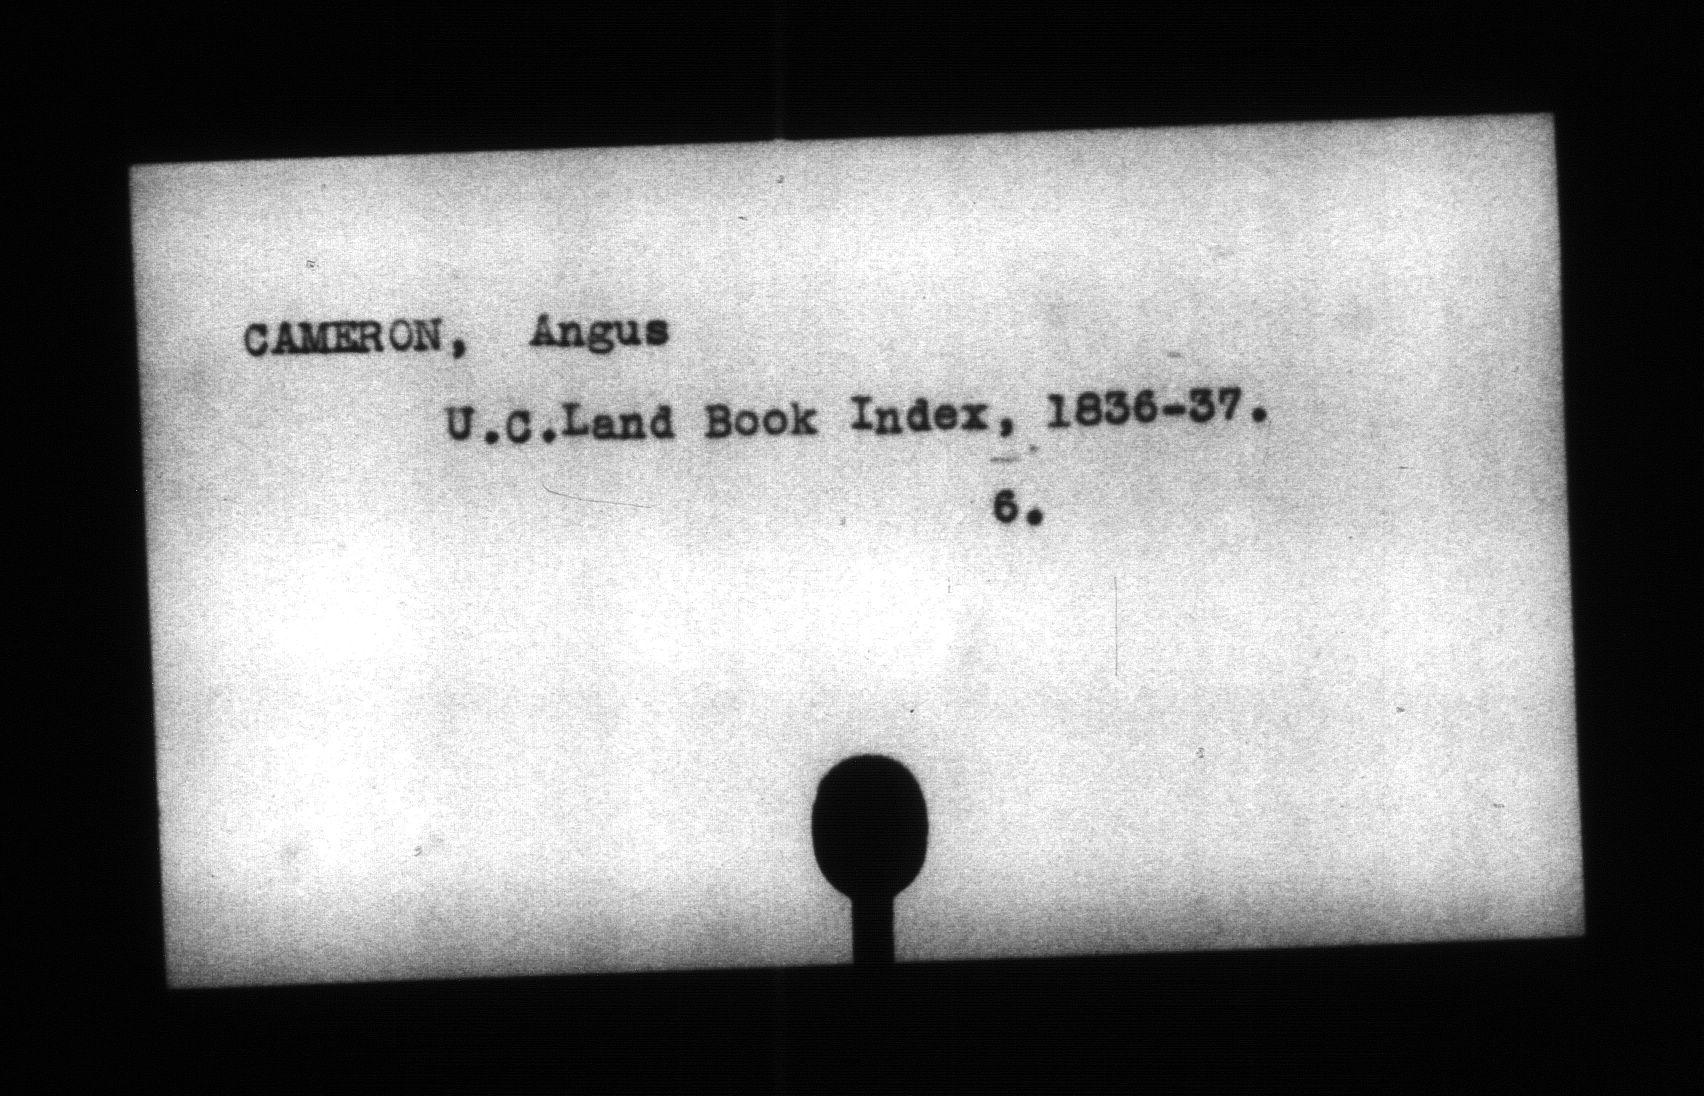 CAMERON, Angus
U.C.Land Book Index, 1836-37.
6.